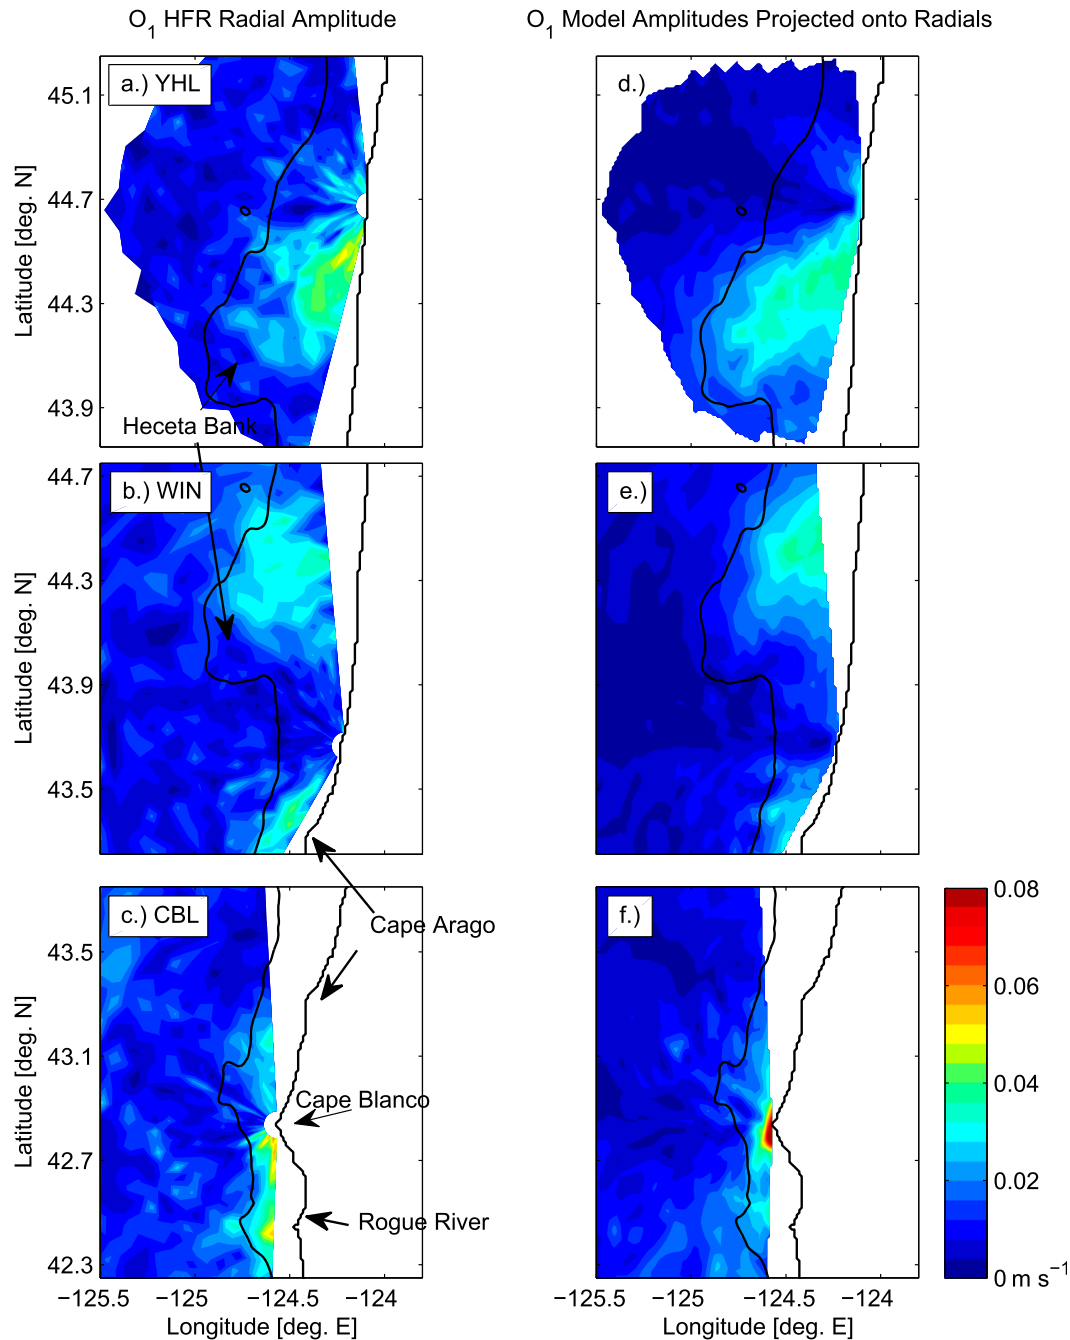 O1 HFR Radial Amplitude
O1 Model Amplitudes Projected onto Radials
a.) YHL
d.)
45.1
44.7
44.3
43.9
Latitude [deg. N]
Heceta Bank
b.) WIN
e.)
44.7
44.3
43.9
43.5
Latitude [deg. N]
c.) CBL
f.)
Cape Arago
43.5
43.1
42.7
42.3
Latitude [deg. N]
Cape Blanco
Rogue River
0.08
0.06
0.04
0.02
0 m s−1
−125.5 −125 −124.5 −124
−125.5 −125 −124.5 −124
Longitude [deg. E]
Longitude [deg. E]